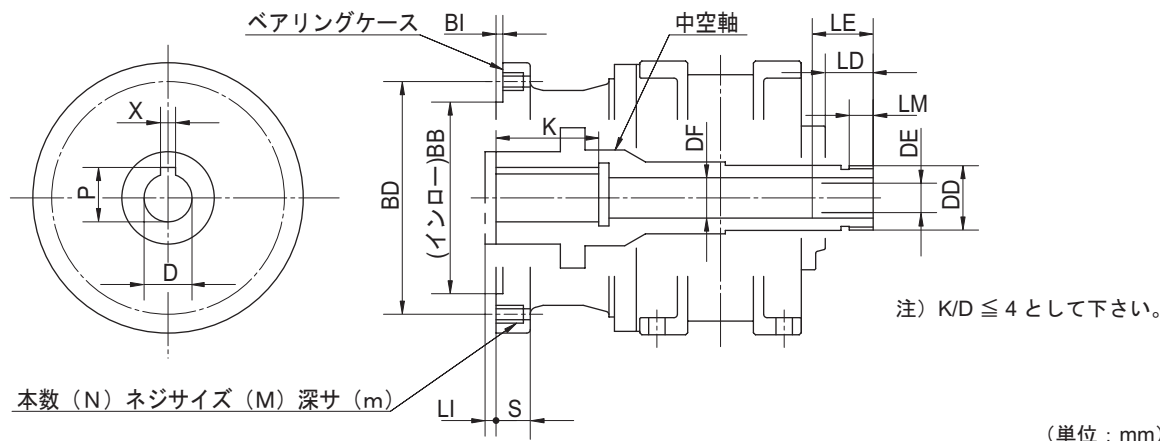 ベアリングケース
BI
中空軸
LE
LD
LM
X
K
DF
DE
DD
P
BD
(インロー)BB
D
注）K/D ≦ 4 として下さい。
本数（N）ネジサイズ（M）深サ（m）
LI
S
（単位：mm）